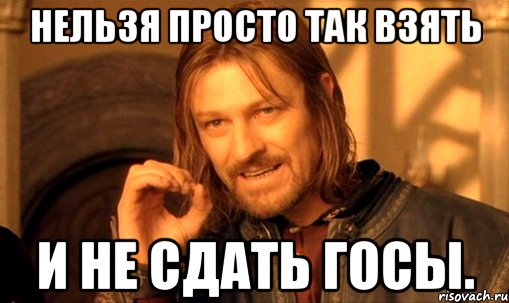 НЕЛЬЗЯ ПРОСТО ТАК ВЗЯТЬ
И НЕ СДАТЬ ГОСЫ.
risovach.ru